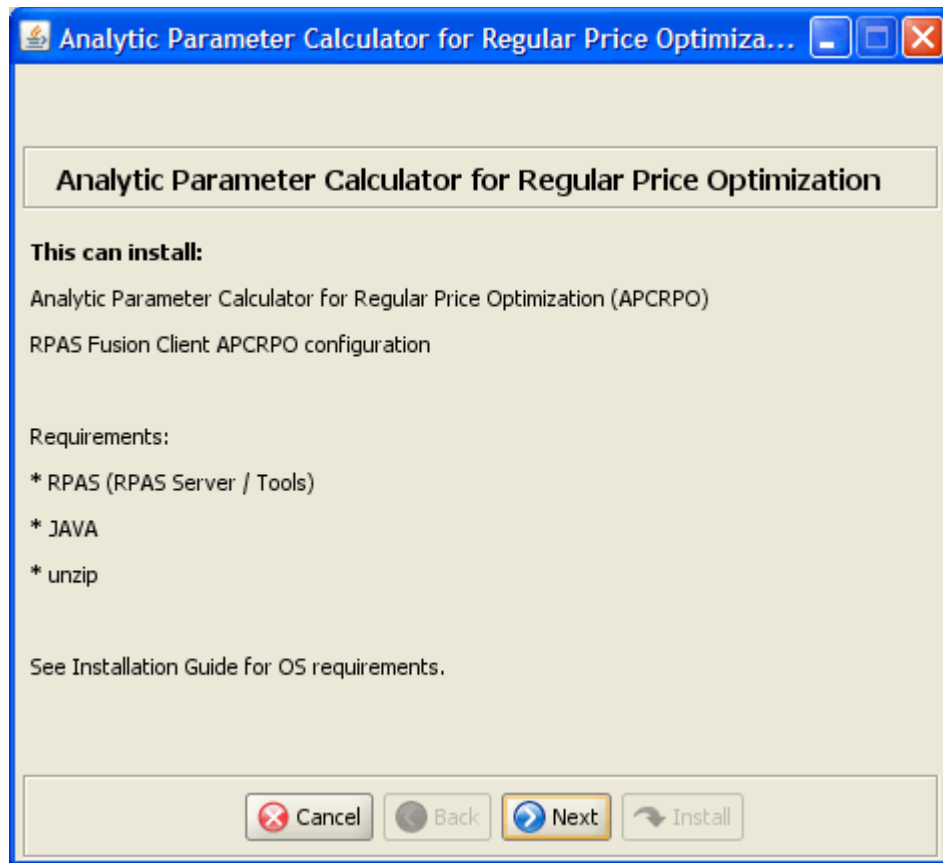 Analytic Parameter Calculator for Regular Price Optimiza...
Analytic Parameter Calculator for Regular Price Optimization
This can install:
Analytic Parameter Calculator for Regular Price Optimization (APCRPO)
RPAS Fusion Client APCRPO configuration
Requirements:
* RPAS (RPAS Server / Tools)
* JAVA
* unzip
See Installation Guide for OS requirements.
Cancel Back Next Install